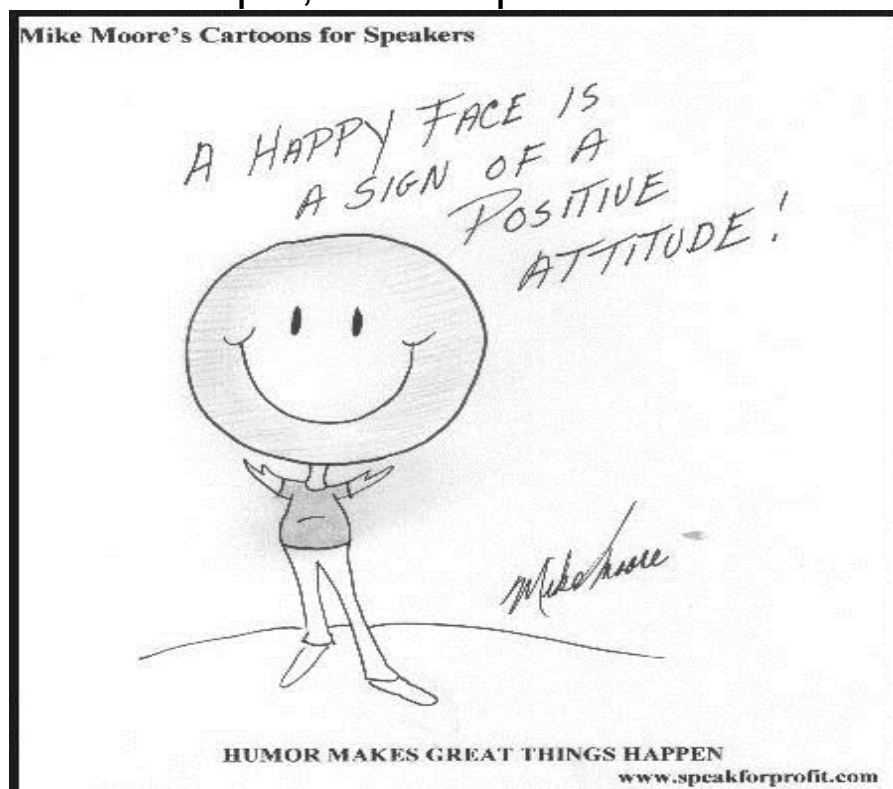 Mike Moore's Cartoons for Speakers
A HAPPY FACE IS
A SIGN OF A
POSITIVE
ATTITUDE!
Mike Moore
HUMOR MAKES GREAT THINGS HAPPEN
www.speakforprofit.com